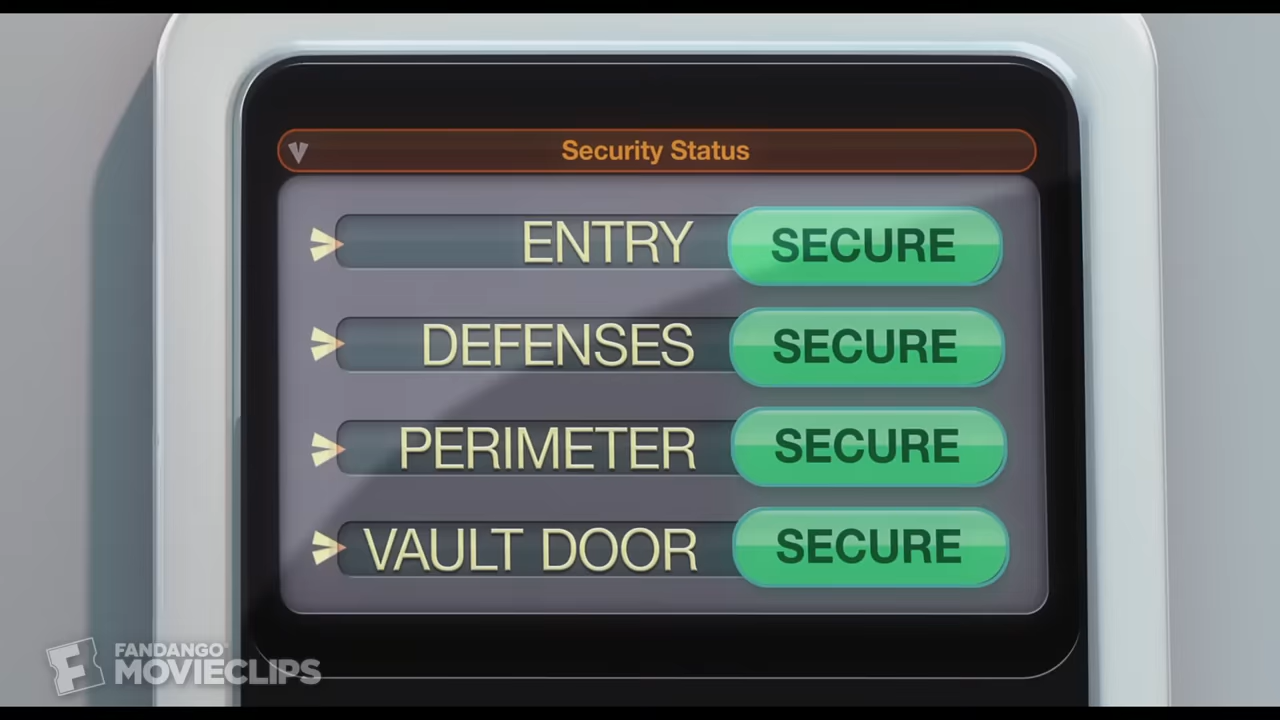 Security Status
ENTRY SECURE
DEFENSES SECURE
PERIMETER SECURE
VAULT DOOR SECURE
FANDANGO
MOVIECLIPS